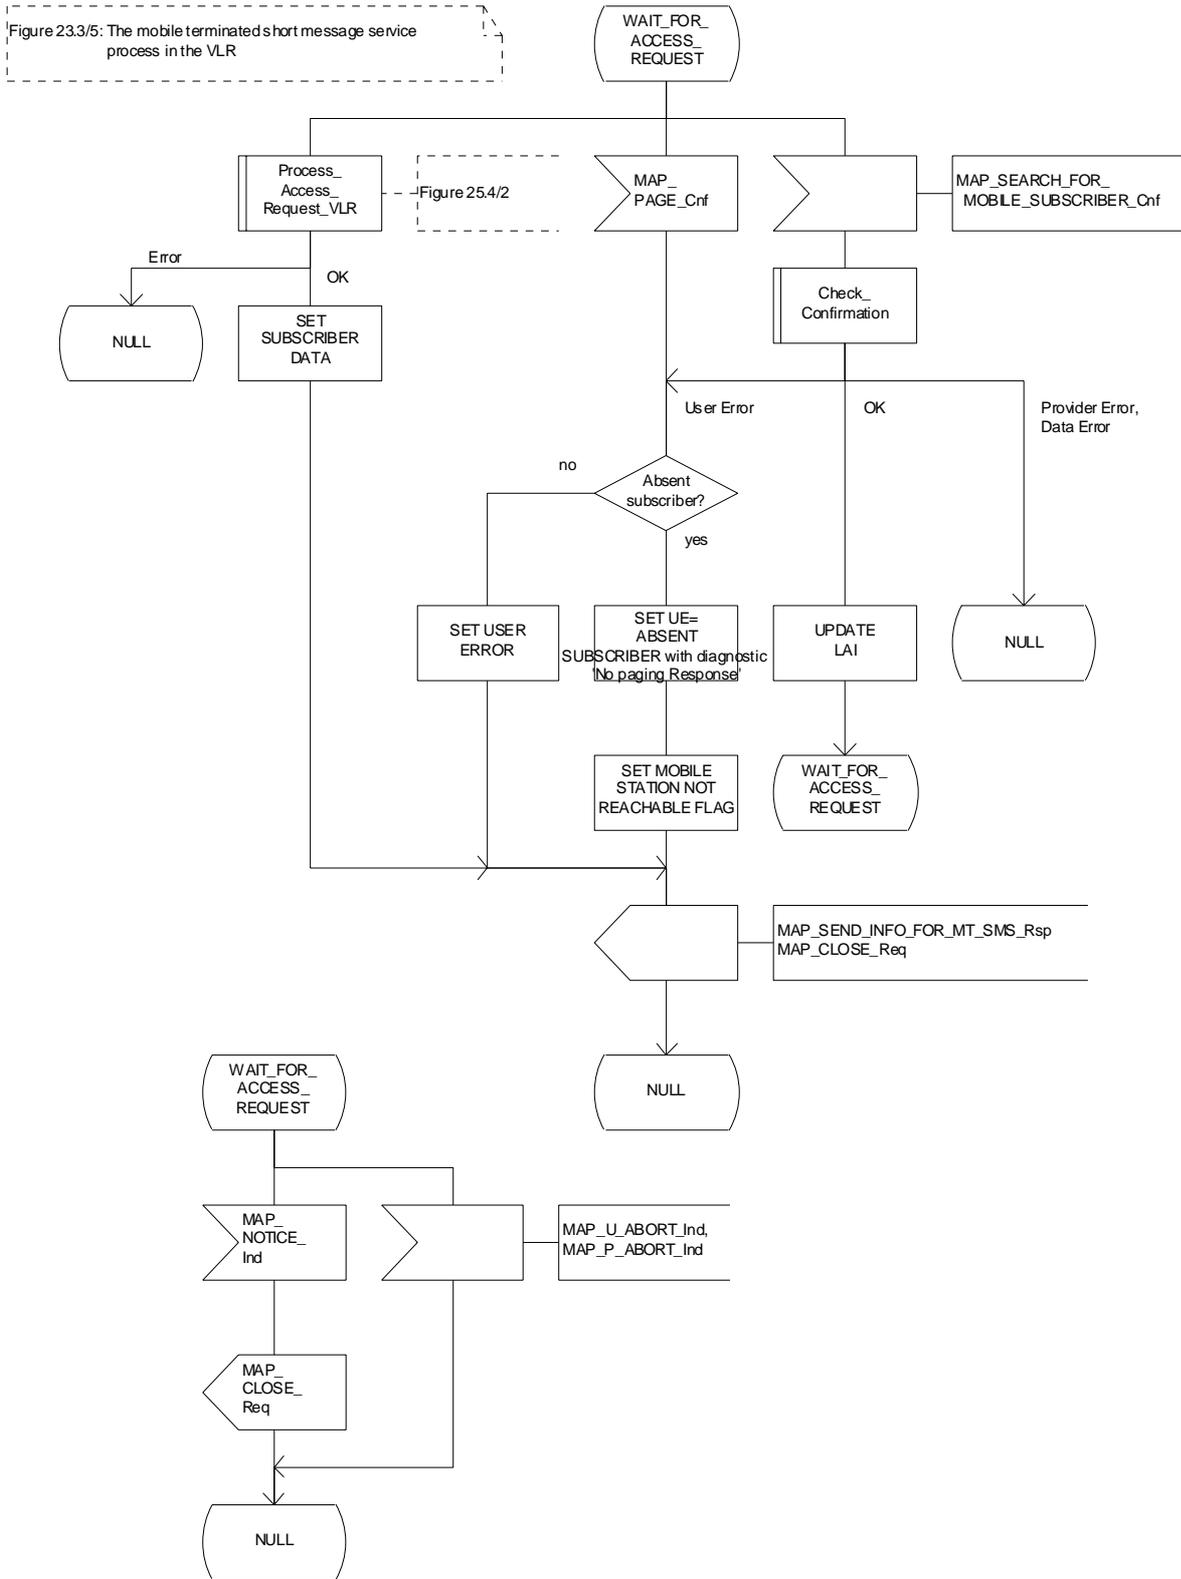 Figure 23.3/5: The mobile terminated short message service
process in the VLR
WAIT_FOR_
ACCESS_
REQUEST
Process_
Access_
Request_VLR
Figure 25.4/2
MAP_
PAGE_Cnf
MAP_SEARCH_FOR_
MOBILE_SUBSCRIBER_Cnf
Error
OK
NULL
SET
SUBSCRIBER
DATA
Check_
Confirmation
User Error
OK
Provider Error,
Data Error
no
Absent
subscriber?
yes
SET USER
ERROR
SET UE=
ABSENT
SUBSCRIBER with diagnostic
'No paging Response'
UPDATE
LAI
NULL
SET MOBILE
STATION NOT
REACHABLE FLAG
WAIT_FOR_
ACCESS_
REQUEST
MAP_SEND_INFO_FOR_MT_SMS_Rsp
MAP_CLOSE_Req
NULL
WAIT_FOR_
ACCESS_
REQUEST
MAP_
NOTICE_
Ind
MAP_U_ABORT_Ind,
MAP_P_ABORT_Ind
MAP_
CLOSE_
Req
NULL